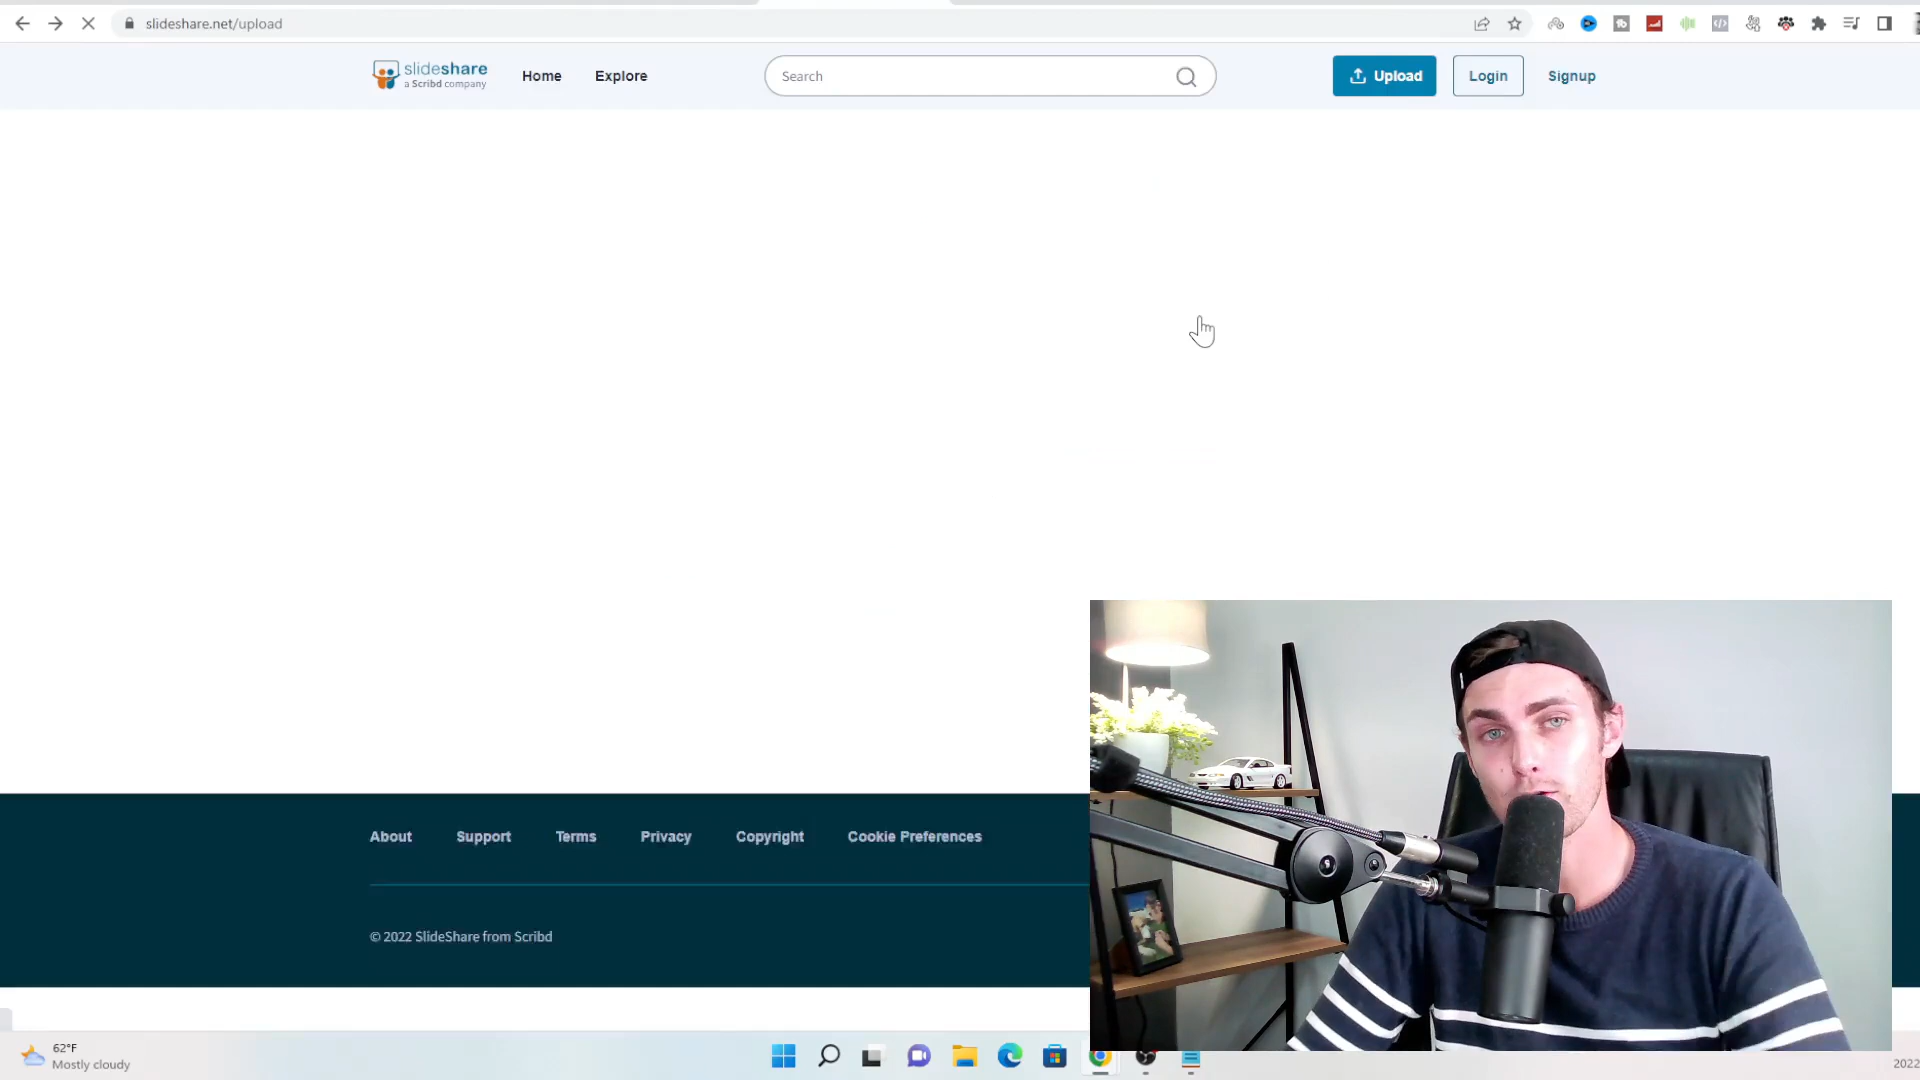 slideshare.net/upload
slideshare
a Scribd company
Home
Explore
Search
Upload
Login
Signup
About
Support
Terms
Privacy
Copyright
Cookie Preferences
© 2022 SlideShare from Scribd
62°F
Mostly cloudy
2022